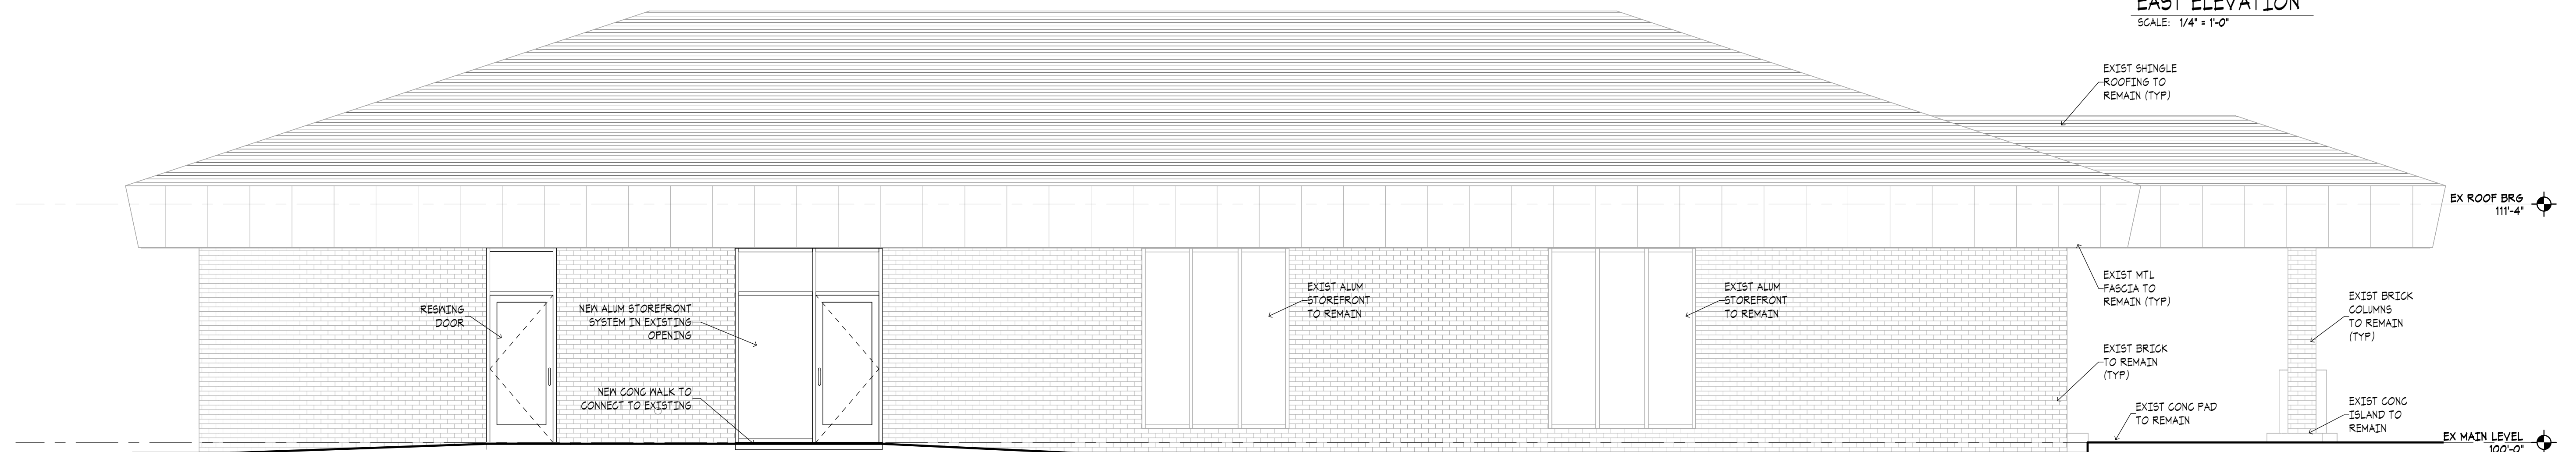 EAST ELEVATION
SCALE: 1/4" = 1'-0"
EXIST SHINGLE
ROOFING TO
REMAIN (TYP)
EX ROOF BRG
111'-4"
RESWING
DOOR
NEW ALUM STOREFRONT
SYSTEM IN EXISTING
OPENING
NEW CONC WALK TO
CONNECT TO EXISTING
EXIST ALUM
STOREFRONT
TO REMAIN
EXIST ALUM
STOREFRONT
TO REMAIN
EXIST MTL
FASCIA TO
REMAIN (TYP)
EXIST BRICK
TO REMAIN
(TYP)
EXIST BRICK
COLUMNS
TO REMAIN
(TYP)
EXIST CONC PAD
TO REMAIN
EXIST CONC
ISLAND TO
REMAIN
EX MAIN LEVEL
100'-0"